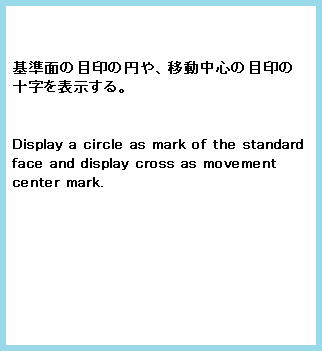 基準面の目印の円や、移動中心の目印の
十字を表示する。
Display a circle as mark of the standard
face and display cross as movement
center mark.